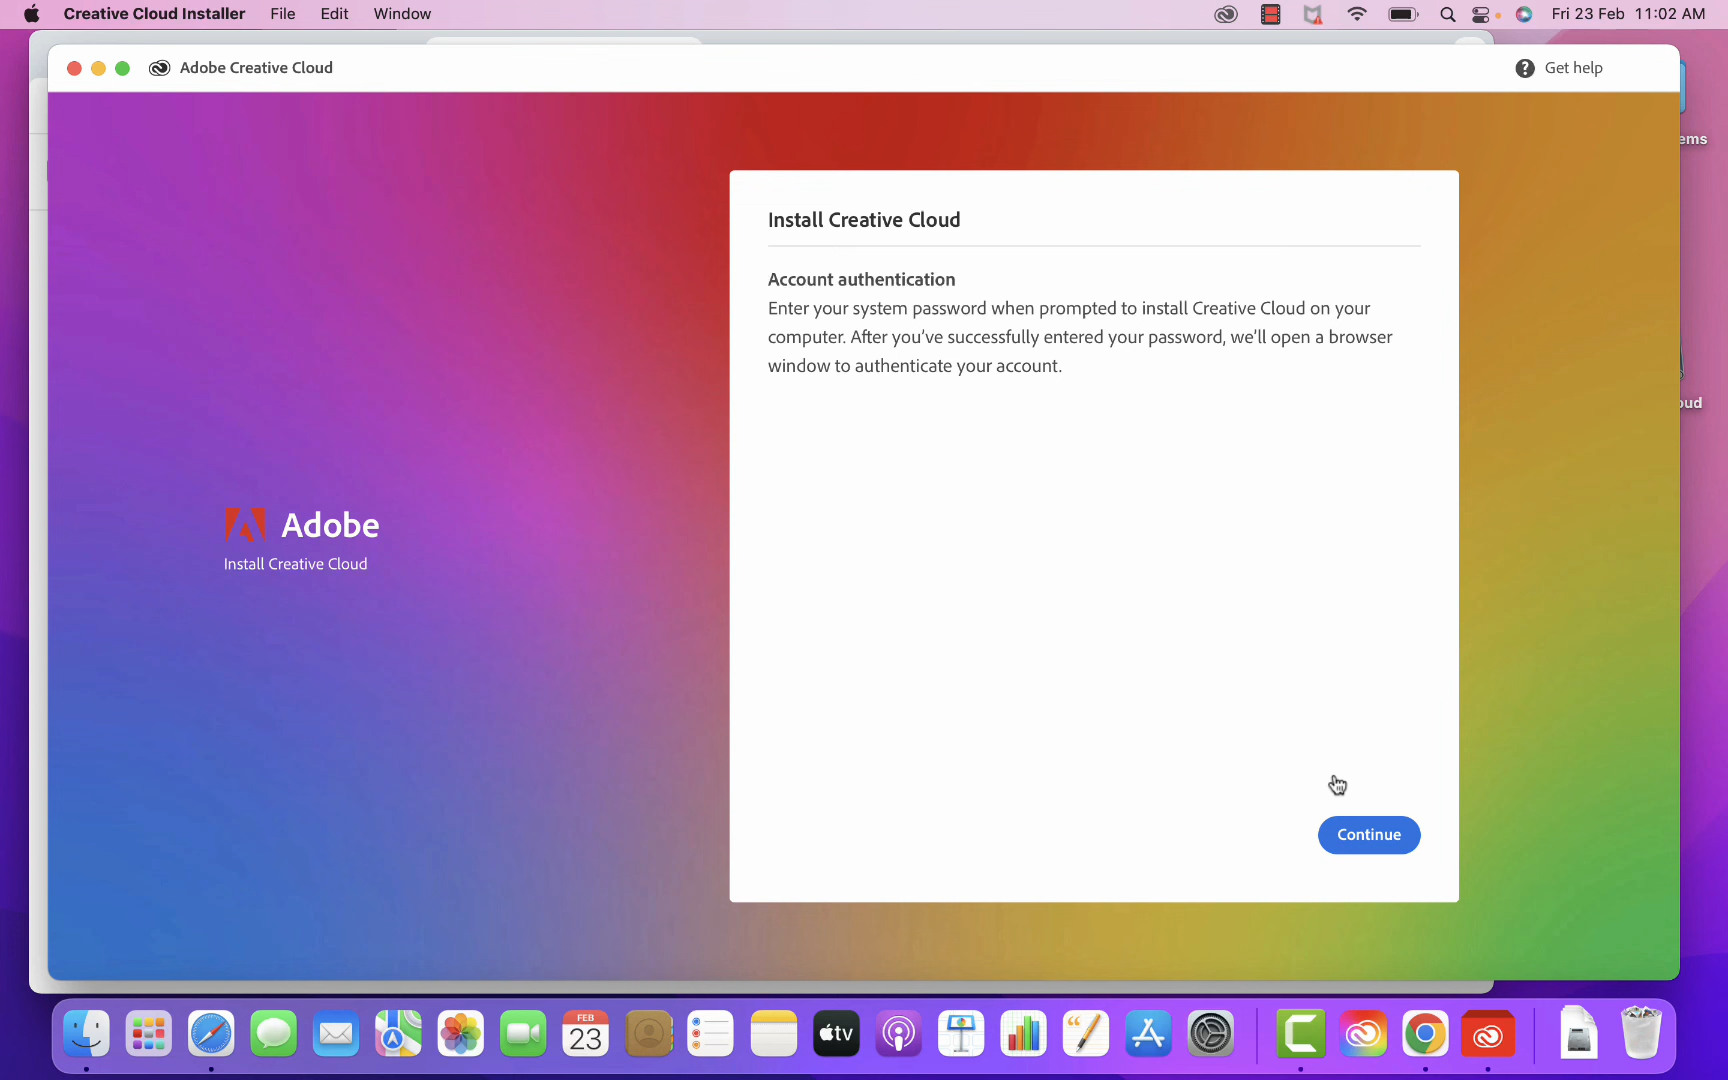 Creative Cloud Installer File Edit Window Fri 23 Feb 11:02 AM
Adobe Creative Cloud Get help
ems
Install Creative Cloud
Account authentication
Enter your system password when prompted to install Creative Cloud on your
computer. After you've successfully entered your password, we'll open a browser
window to authenticate your account.
oud
Adobe
Install Creative Cloud
Continue
FEB
23
tv